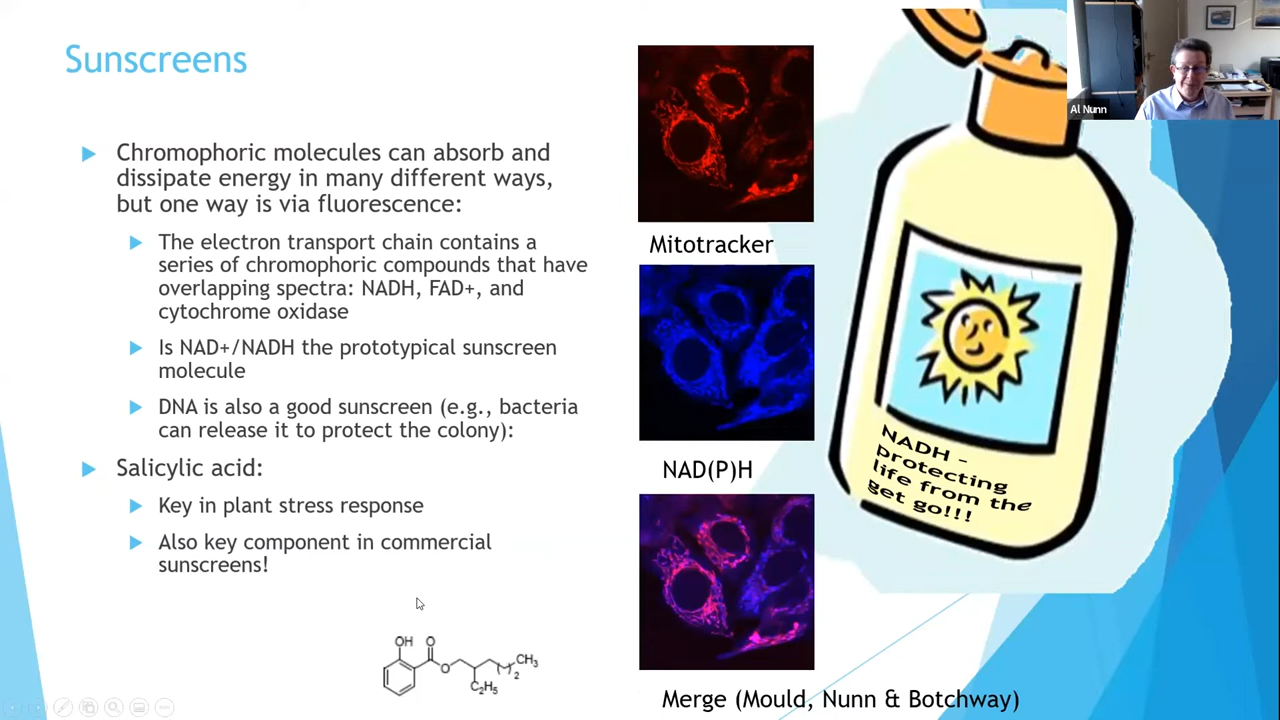 Sunscreens
Chromophoric molecules can absorb and
dissipate energy in many different ways,
but one way is via fluorescence:
The electron transport chain contains a
series of chromophoric compounds that have
overlapping spectra: NADH, FAD+, and
cytochrome oxidase
Is NAD+/NADH the prototypical sunscreen
molecule
DNA is also a good sunscreen (e.g., bacteria
can release it to protect the colony):
Salicylic acid:
Key in plant stress response
Also key component in commercial
sunscreens!
OH
O
O
CH₃
2
C₂H₅
Mitotracker
NAD(P)H
Merge (Mould, Nunn & Botchway)
NADH –
protecting
life from the
get go!!!
Al Nunn